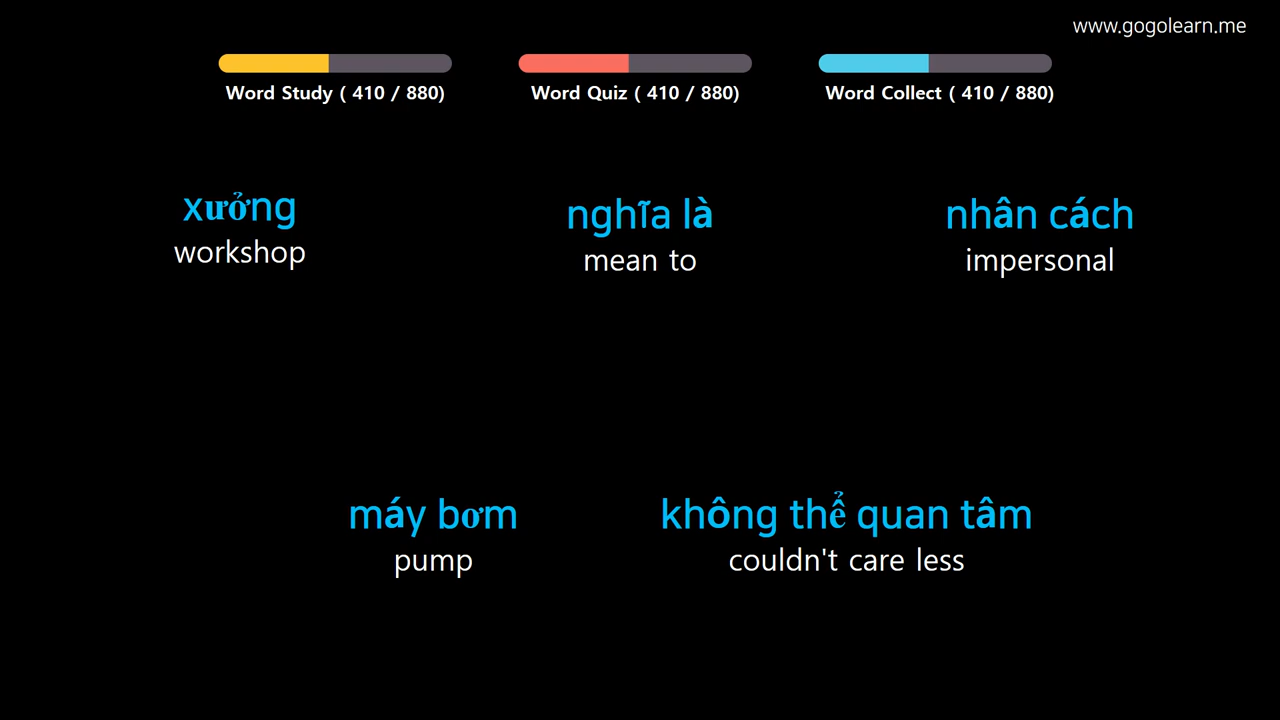 www.gogolearn.me
Word Study ( 410 / 880)
Word Quiz ( 410 / 880)
Word Collect ( 410 / 880)
xưởng
workshop
nghĩa là
mean to
nhân cách
impersonal
máy bơm
pump
không thể quan tâm
couldn't care less